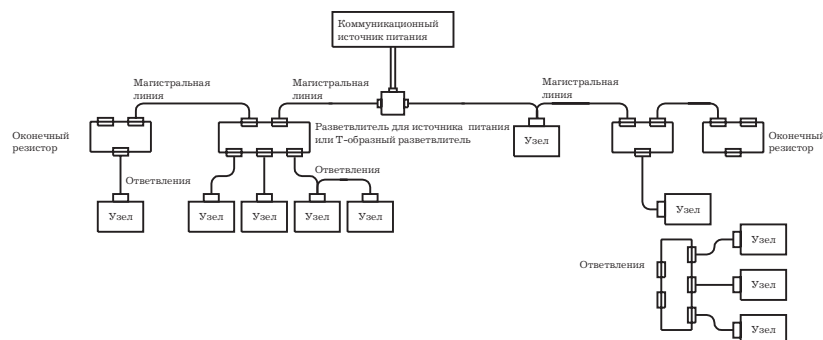 Коммуникационный
источник питания
Магистральная
линия
Магистральная
линия
Магистральная
линия
Оконечный
резистор
Разветвлитель для источника питания
или Т-образный разветвлитель
Узел
Оконечный
резистор
Ответвления
Ответвления
Узел
Узел
Узел
Узел
Узел
Узел
Узел
Ответвления
Узел
Узел